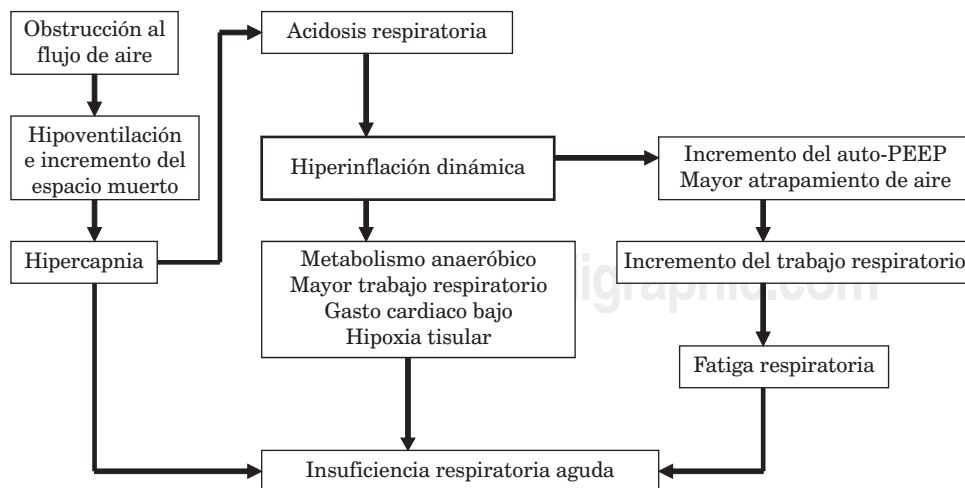 Obstrucción al
flujo de aire
Hipoventilación
e incremento del
espacio muerto
Hipercapnia
Acidosis respiratoria
Hiperinflación dinámica
Metabolismo anaeróbico
Mayor trabajo respiratorio
Gasto cardiaco bajo
Hipoxia tisular
Incremento del auto-PEEP
Mayor atrapamiento de aire
Incremento del trabajo respiratorio
Fatiga respiratoria
Insuficiencia respiratoria aguda